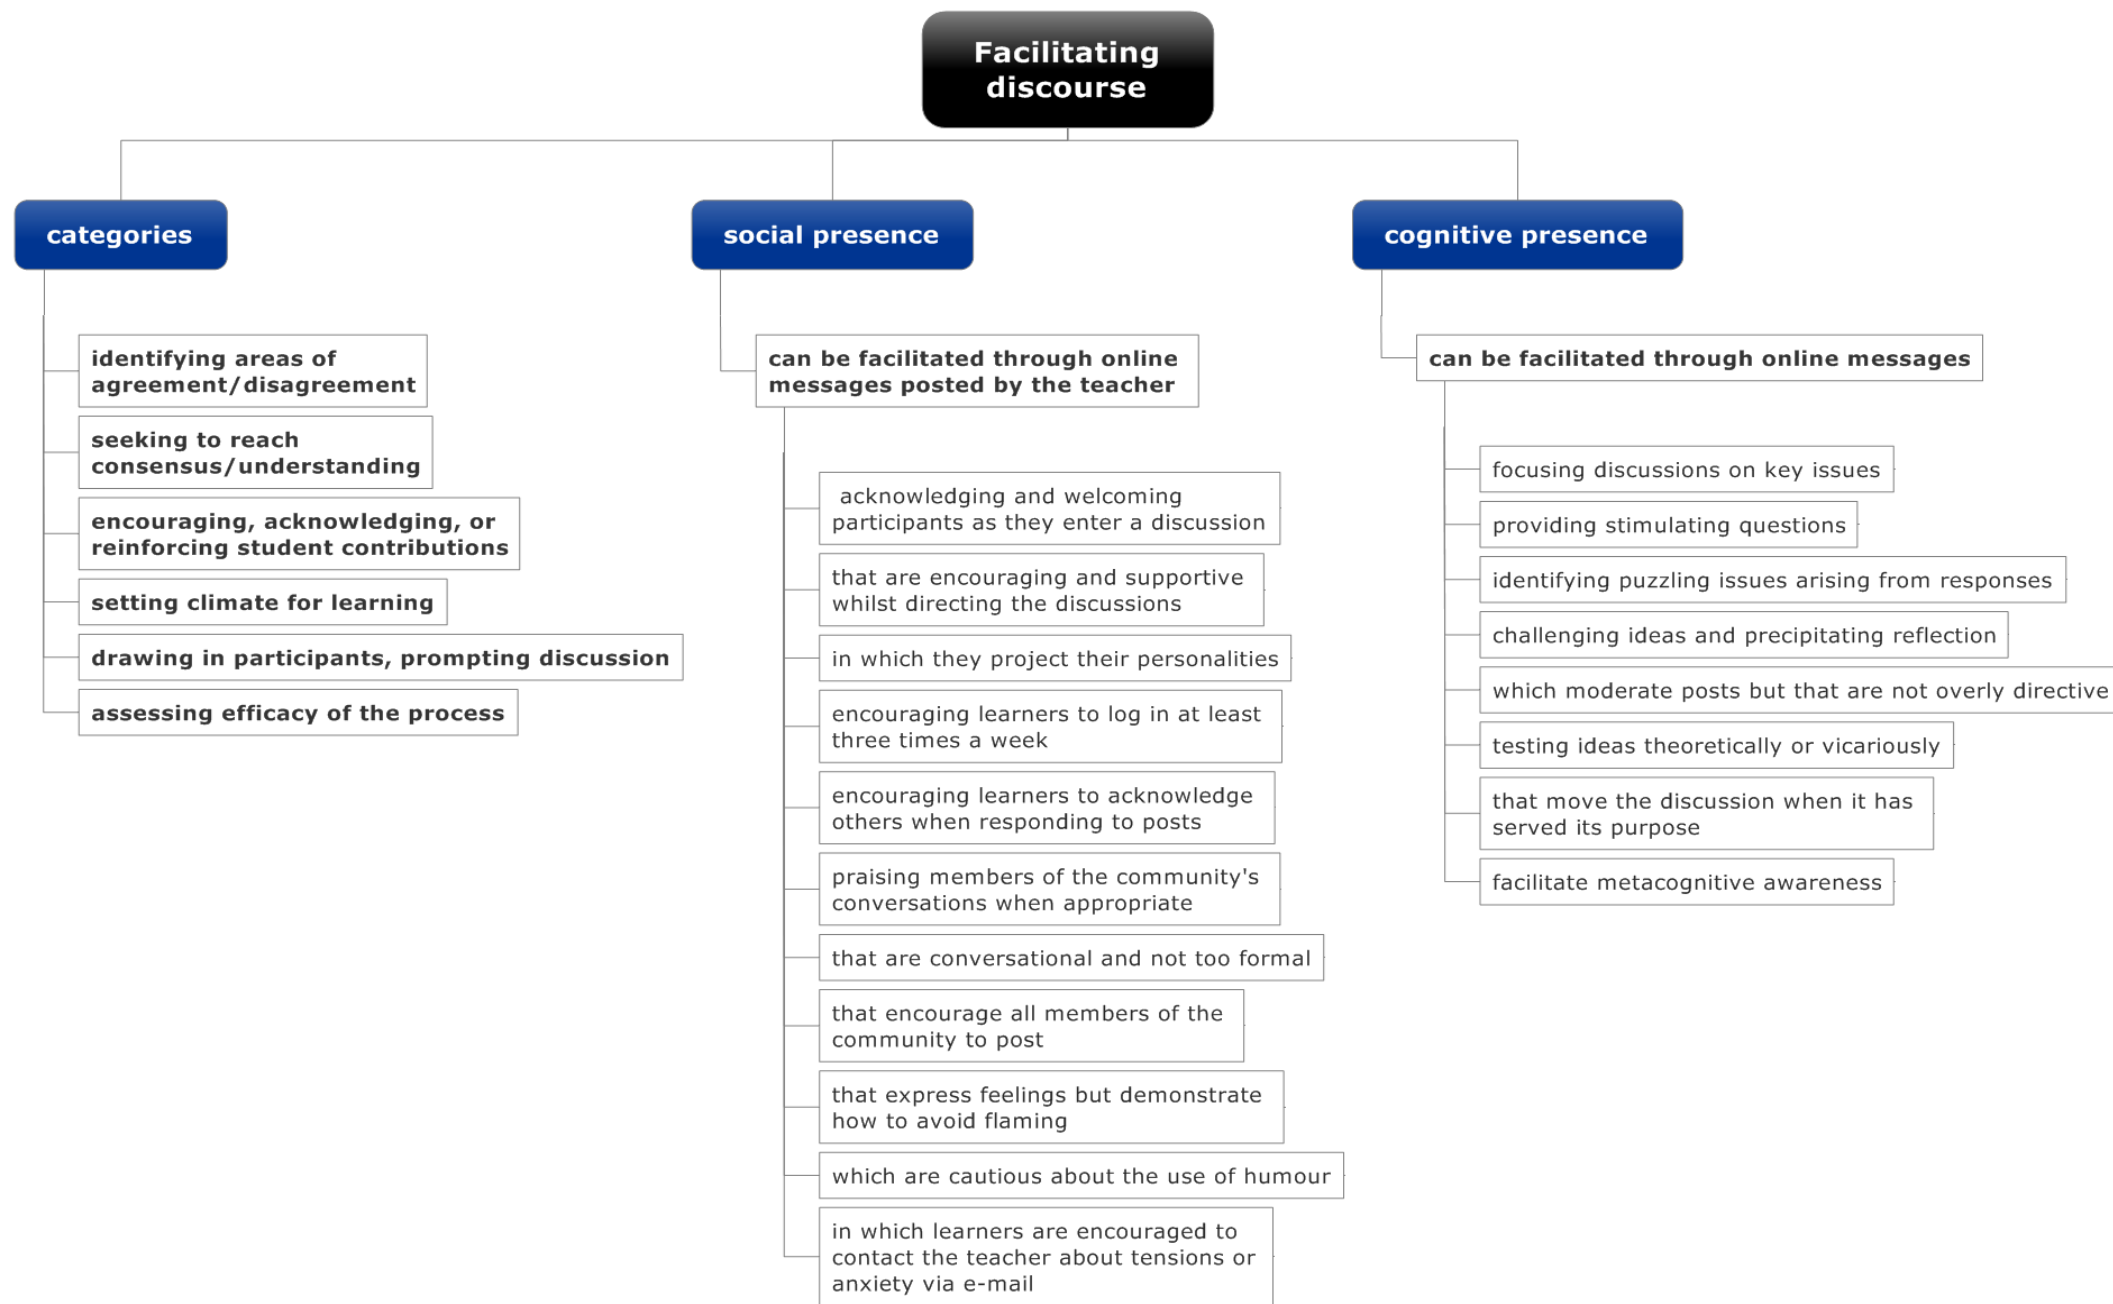 Facilitating
discourse
categories
identifying areas of
agreement/disagreement
seeking to reach
consensus/understanding
encouraging, acknowledging, or
reinforcing student contributions
setting climate for learning
drawing in participants, prompting discussion
assessing efficacy of the process
social presence
can be facilitated through online
messages posted by the teacher
acknowledging and welcoming
participants as they enter a discussion
that are encouraging and supportive
whilst directing the discussions
in which they project their personalities
encouraging learners to log in at least
three times a week
encouraging learners to acknowledge
others when responding to posts
praising members of the community's
conversations when appropriate
that are conversational and not too formal
that encourage all members of the
community to post
that express feelings but demonstrate
how to avoid flaming
which are cautious about the use of humour
in which learners are encouraged to
contact the teacher about tensions or
anxiety via e-mail
cognitive presence
can be facilitated through online messages
focusing discussions on key issues
providing stimulating questions
identifying puzzling issues arising from responses
challenging ideas and precipitating reflection
which moderate posts but that are not overly directive
testing ideas theoretically or vicariously
that move the discussion when it has
served its purpose
facilitate metacognitive awareness